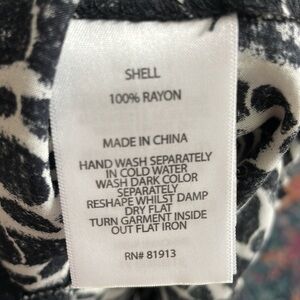 SHELL
100% RAYON
MADE IN CHINA
HAND WASH SEPARATELY
IN COLD WATER
WASH DARK COLOR
SEPARATELY
RESHAPE WHILST DAMP
DRY FLAT
TURN GARMENT INSIDE
OUT FLAT IRON
RN# 81913